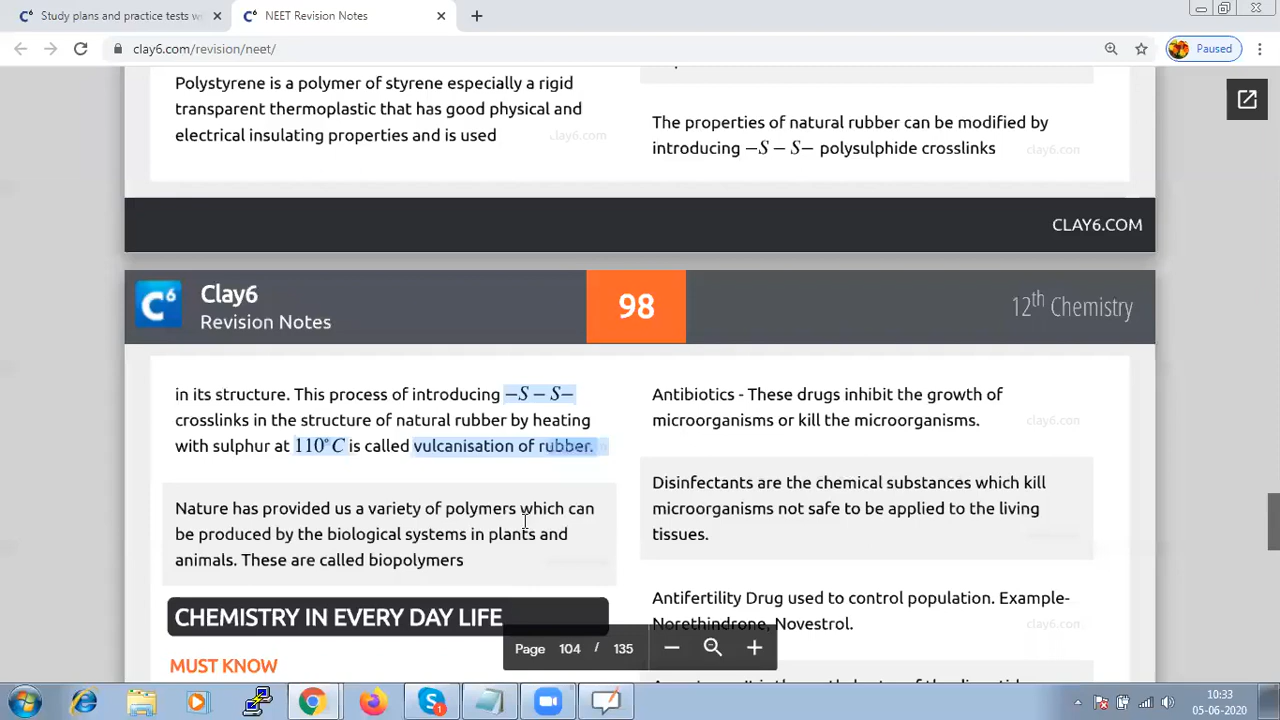 Study plans and practice tests w
NEET Revision Notes
clay6.com/revision/neet/
Paused
Polystyrene is a polymer of styrene especially a rigid
transparent thermoplastic that has good physical and
electrical insulating properties and is used
clay6.com
The properties of natural rubber can be modified by
introducing −S − S− polysulphide crosslinks
clay6.com
CLAY6.COM
Clay6
Revision Notes
98
12th Chemistry
in its structure. This process of introducing −S − S−
crosslinks in the structure of natural rubber by heating
with sulphur at 110°C is called vulcanisation of rubber.
Nature has provided us a variety of polymers which can
be produced by the biological systems in plants and
animals. These are called biopolymers
CHEMISTRY IN EVERY DAY LIFE
MUST KNOW
Antibiotics - These drugs inhibit the growth of
microorganisms or kill the microorganisms.
clay6.com
Disinfectants are the chemical substances which kill
microorganisms not safe to be applied to the living
tissues.
Antifertility Drug used to control population. Example-
Norethindrone, Novestrol.
clay6.com
Page 104 / 135
10:33
05-06-2020